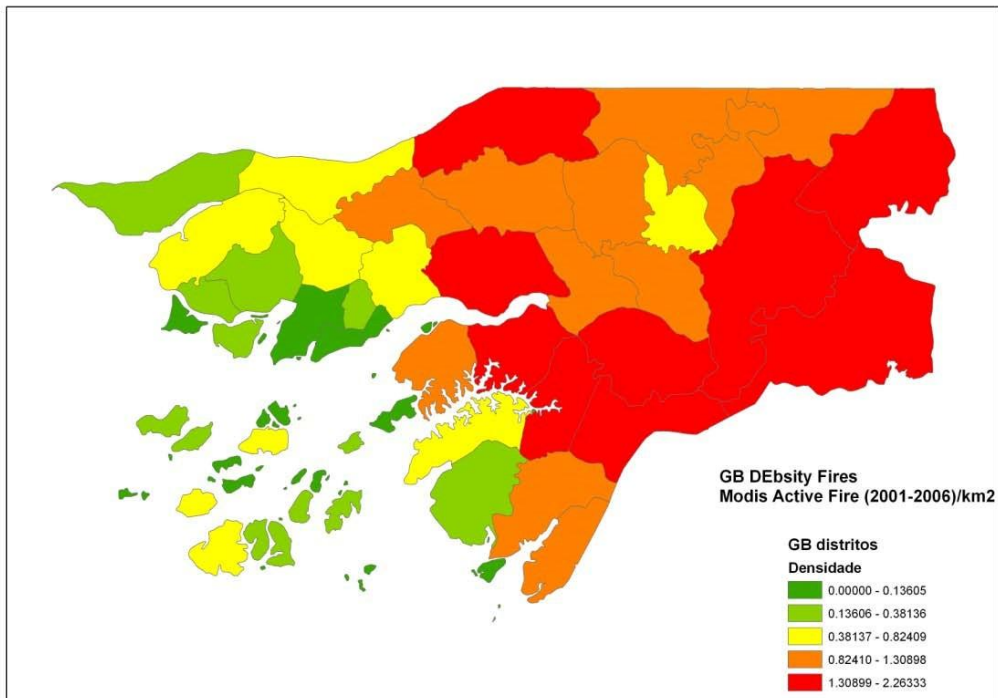 GB DEbsity Fires
Modis Active Fire (2001-2006)/km2
GB distritos
Densidade
0.00000 - 0.13605
0.13606 - 0.38136
0.38137 - 0.82409
0.82410 - 1.30898
1.30899 - 2.26333